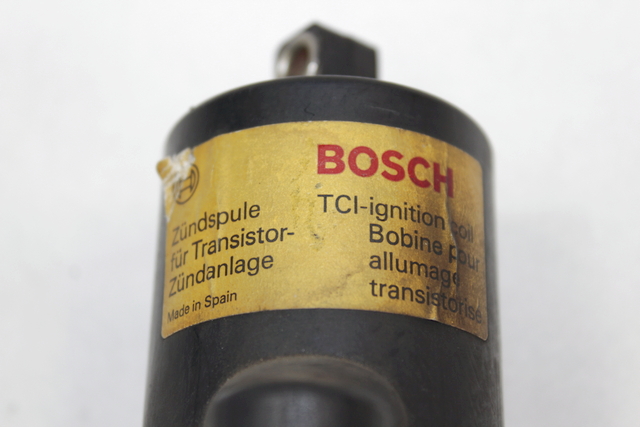 BOSCH
Zündspule
für Transistor-
Zündanlage
Made in Spain
TCI-ignition coil
Bobine pour
allumage
transistorisé